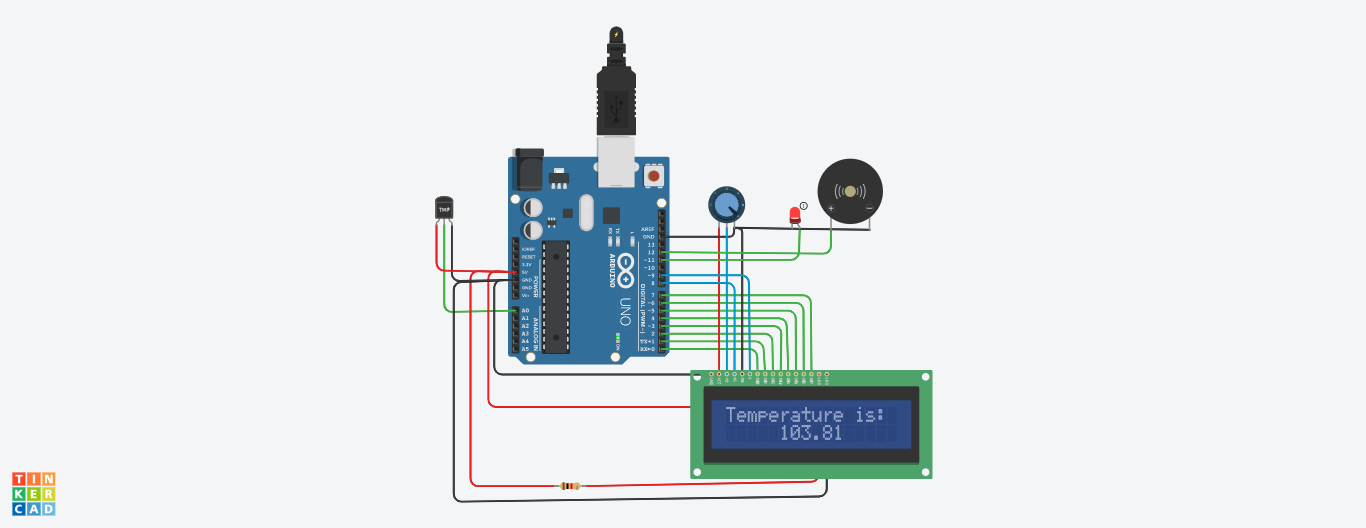 TMP
IOREF
RESET
3.3V
5V
GND
GND
Vin
POWER
A0
A1
A2
A3
A4
A5
ANALOG IN
RX
TX
L
ARDUINO
UNO
ON
DIGITAL (PWM~)
AREF
GND
13
12
~11
~10
~9
8
7
~6
~5
4
~3
2
TX→1
RX←0
+
−
Temperature is:
103.81
TIN
KER
CAD